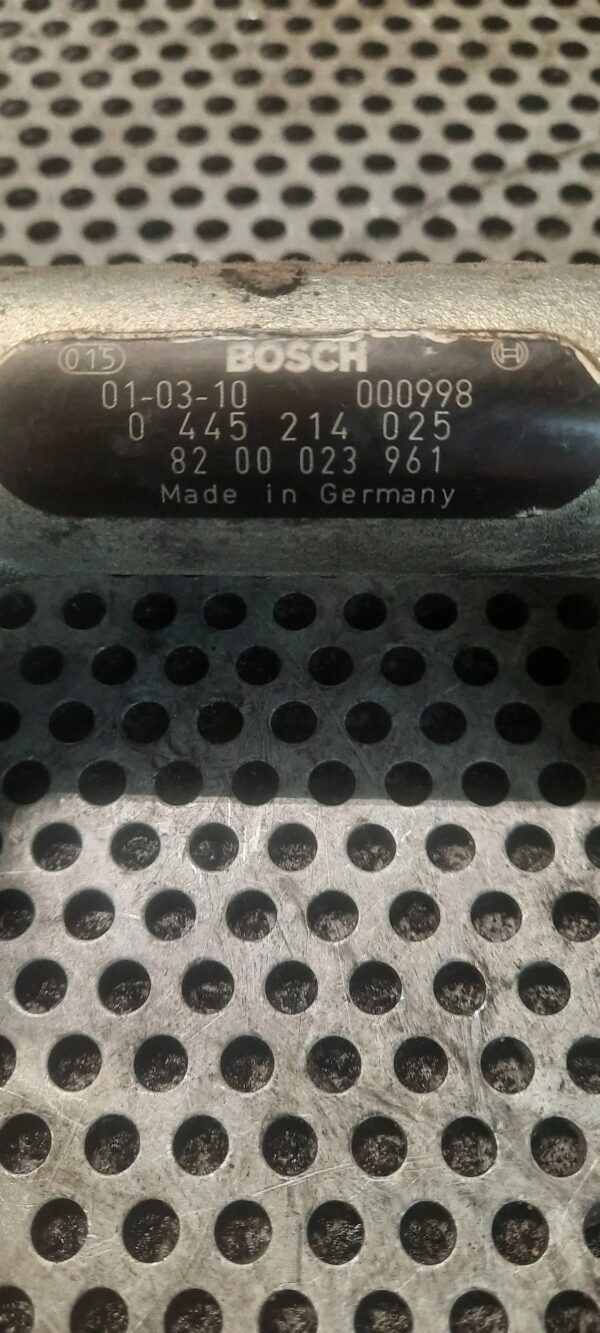 015 BOSCH
01-03-10 000998
0 445 214 025
82 00 023 961
Made in Germany